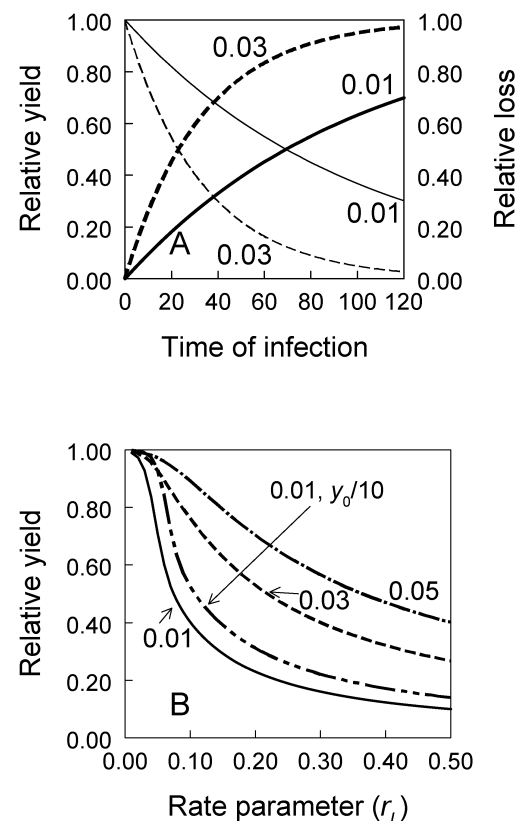 1.00 1.00
0.03
0.80 0.80
0.01
0.60 0.60
Relative yield
Relative loss
0.40 0.40
0.01
0.20 0.20
A
0.03
0.00 0.00
0 20 40 60 80 100 120
Time of infection
1.00
0.01, y0/10
0.80
0.60
Relative yield
0.05
0.03
0.40
0.01
0.20
B
0.00
0.00 0.10 0.20 0.30 0.40 0.50
Rate parameter (rL)